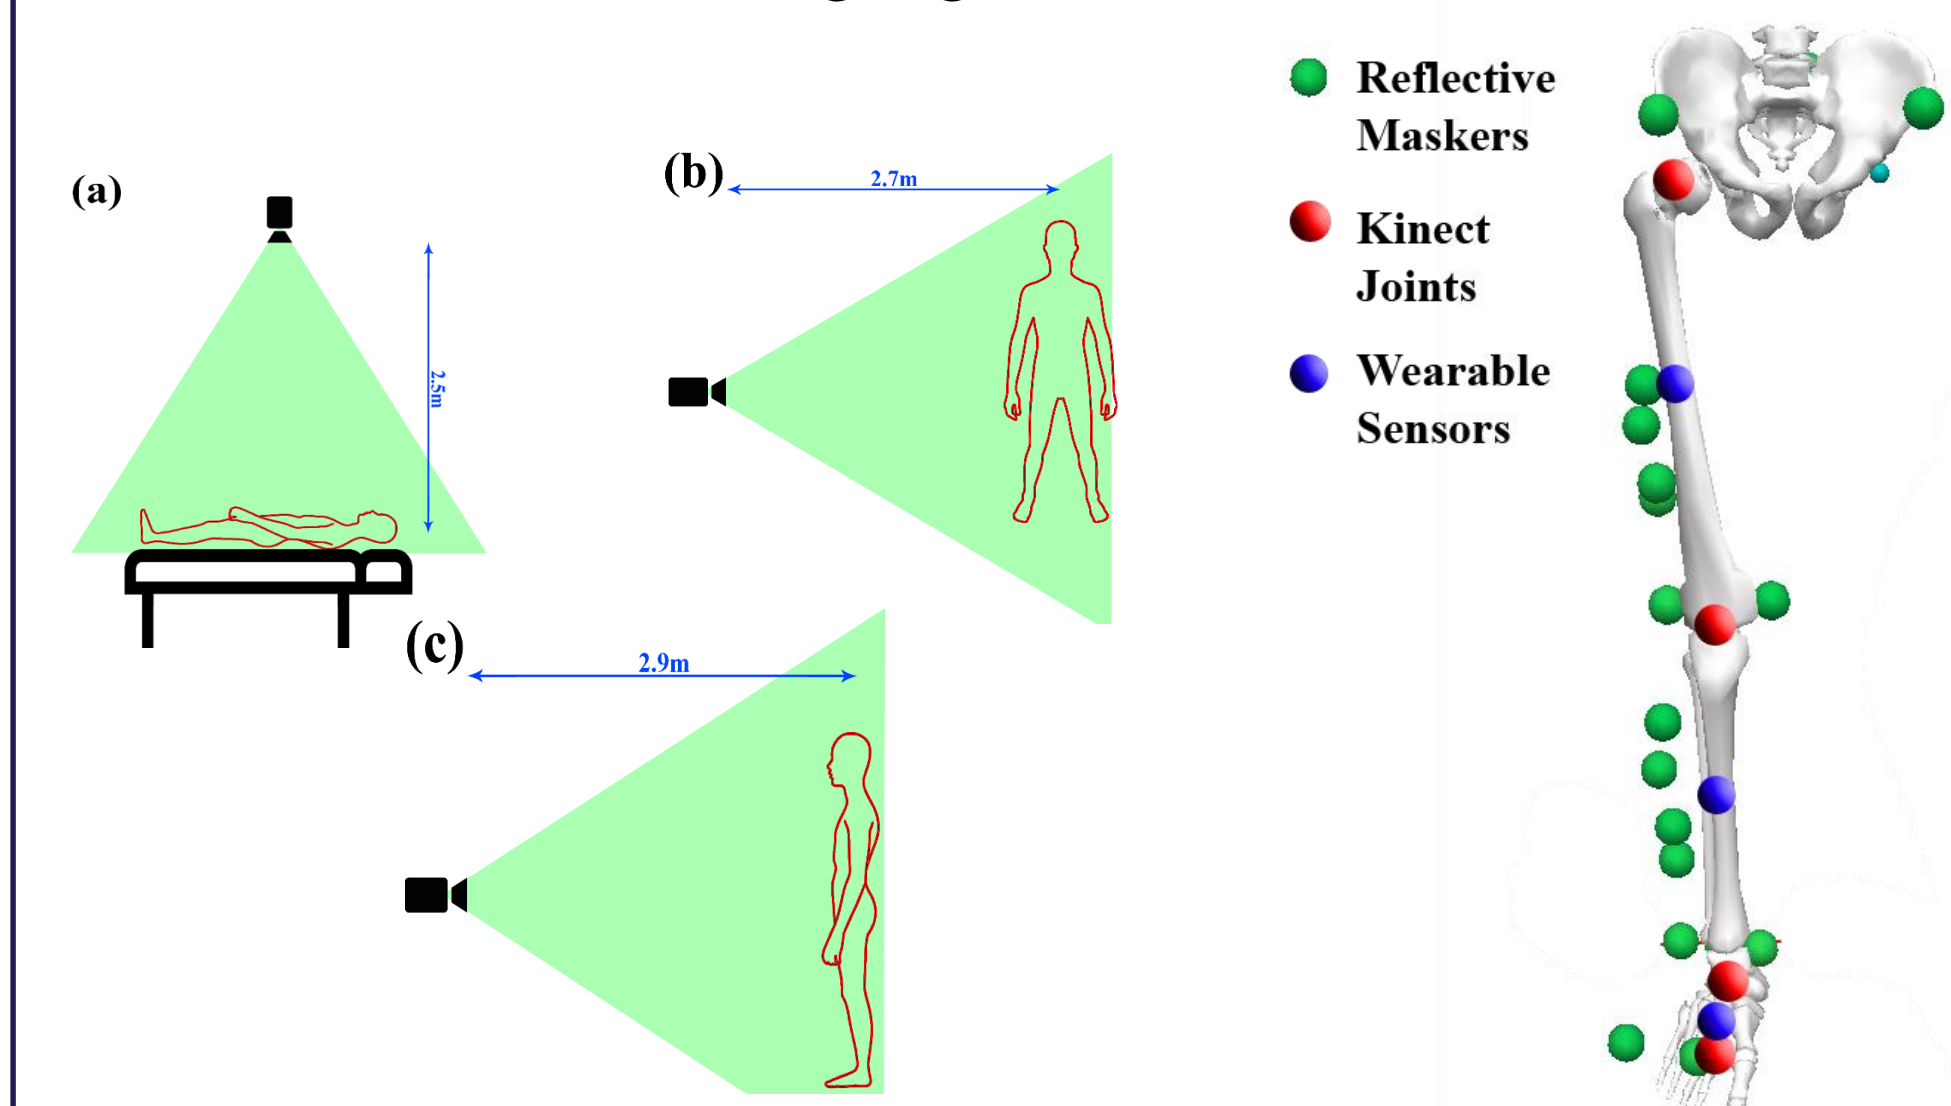 (a)
2.5m
(b)
2.7m
(c)
2.9m
Reflective
Maskers
Kinect
Joints
Wearable
Sensors